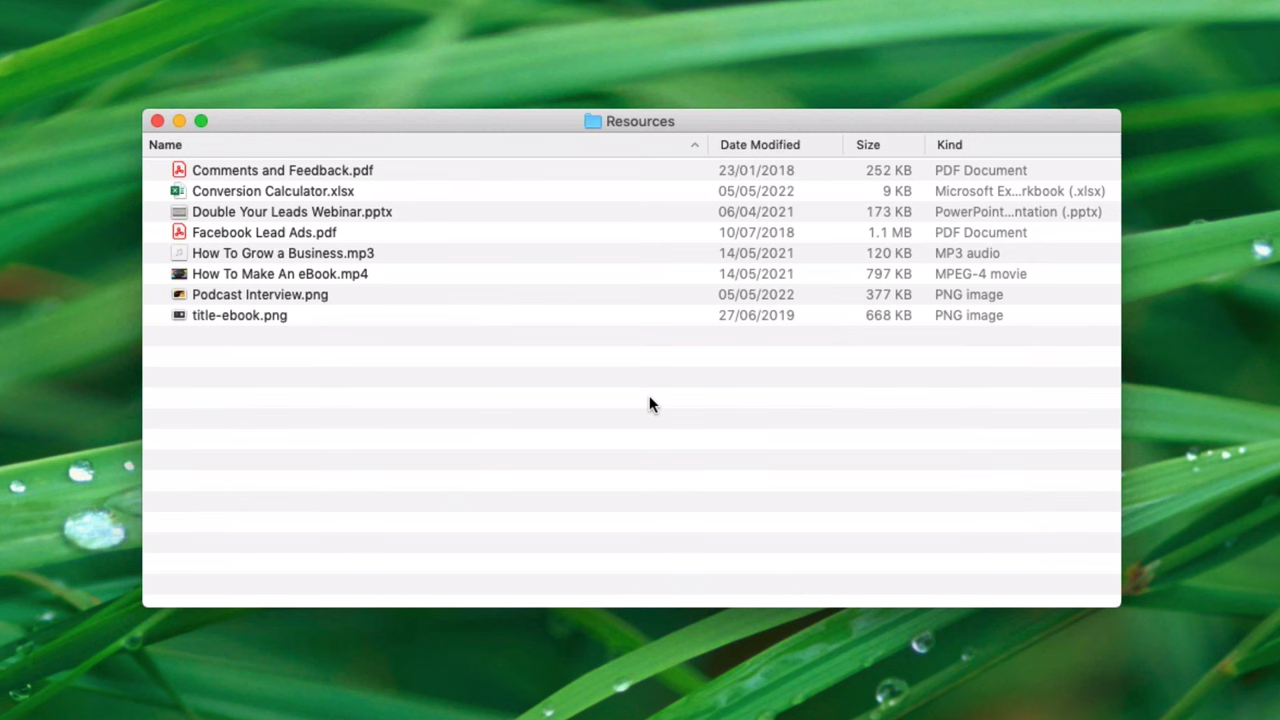 Resources
Name Date Modified Size Kind
Comments and Feedback.pdf 23/01/2018 252 KB PDF Document
Conversion Calculator.xlsx 05/05/2022 9 KB Microsoft Ex...rkbook (.xlsx)
Double Your Leads Webinar.pptx 06/04/2021 173 KB PowerPoint...ntation (.pptx)
Facebook Lead Ads.pdf 10/07/2018 1.1 MB PDF Document
How To Grow a Business.mp3 14/05/2021 120 KB MP3 audio
How To Make An eBook.mp4 14/05/2021 797 KB MPEG-4 movie
Podcast Interview.png 05/05/2022 377 KB PNG image
title-ebook.png 27/06/2019 668 KB PNG image